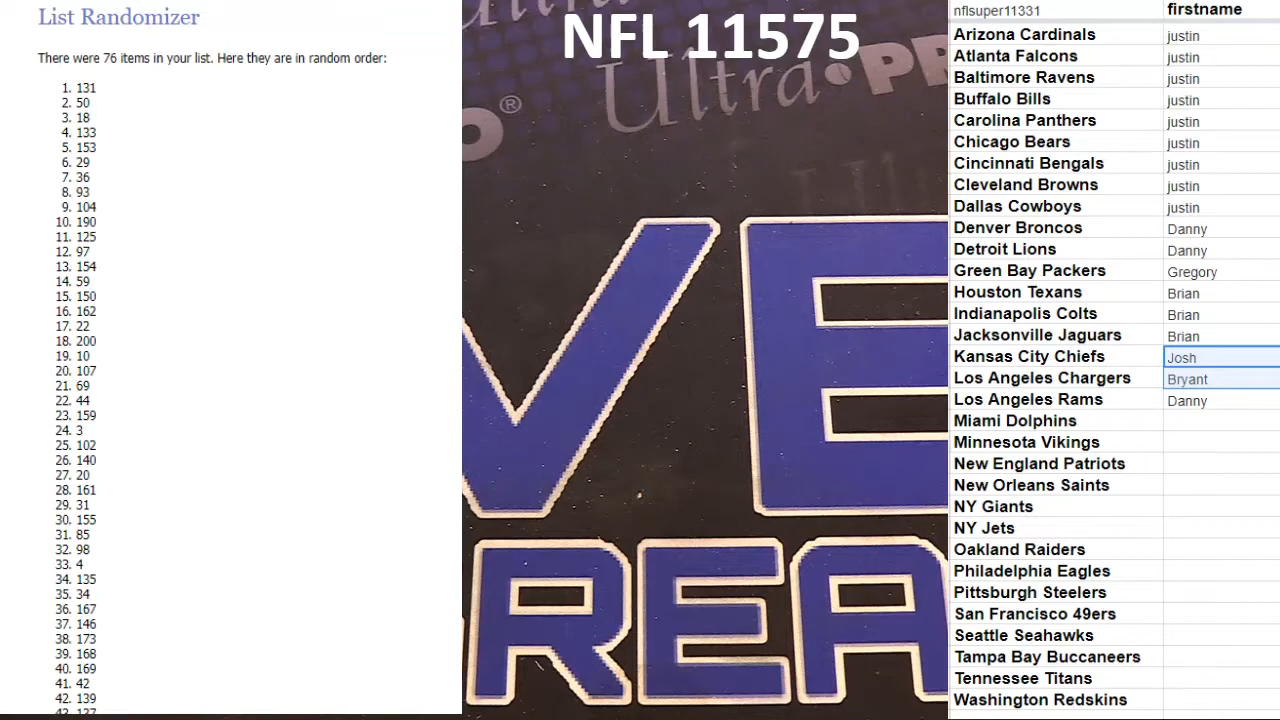 List Randomizer
There were 76 items in your list. Here they are in random order:
1. 131
2. 50
3. 18
4. 133
5. 153
6. 29
7. 36
8. 93
9. 104
10. 190
11. 125
12. 97
13. 154
14. 59
15. 150
16. 162
17. 22
18. 200
19. 10
20. 107
21. 69
22. 44
23. 159
24. 3
25. 102
26. 140
27. 20
28. 161
29. 31
30. 155
31. 85
32. 98
33. 4
34. 135
35. 34
36. 167
37. 146
38. 173
39. 168
40. 169
41. 42
42. 139
43. 137
NFL 11575
Ultra
Ultra•PR
O®
VE
REA
nflsuper11331 firstname
Arizona Cardinals justin
Atlanta Falcons justin
Baltimore Ravens justin
Buffalo Bills justin
Carolina Panthers justin
Chicago Bears justin
Cincinnati Bengals justin
Cleveland Browns justin
Dallas Cowboys justin
Denver Broncos Danny
Detroit Lions Danny
Green Bay Packers Gregory
Houston Texans Brian
Indianapolis Colts Brian
Jacksonville Jaguars Brian
Kansas City Chiefs Josh
Los Angeles Chargers Bryant
Los Angeles Rams Danny
Miami Dolphins
Minnesota Vikings
New England Patriots
New Orleans Saints
NY Giants
NY Jets
Oakland Raiders
Philadelphia Eagles
Pittsburgh Steelers
San Francisco 49ers
Seattle Seahawks
Tampa Bay Buccaneers
Tennessee Titans
Washington Redskins